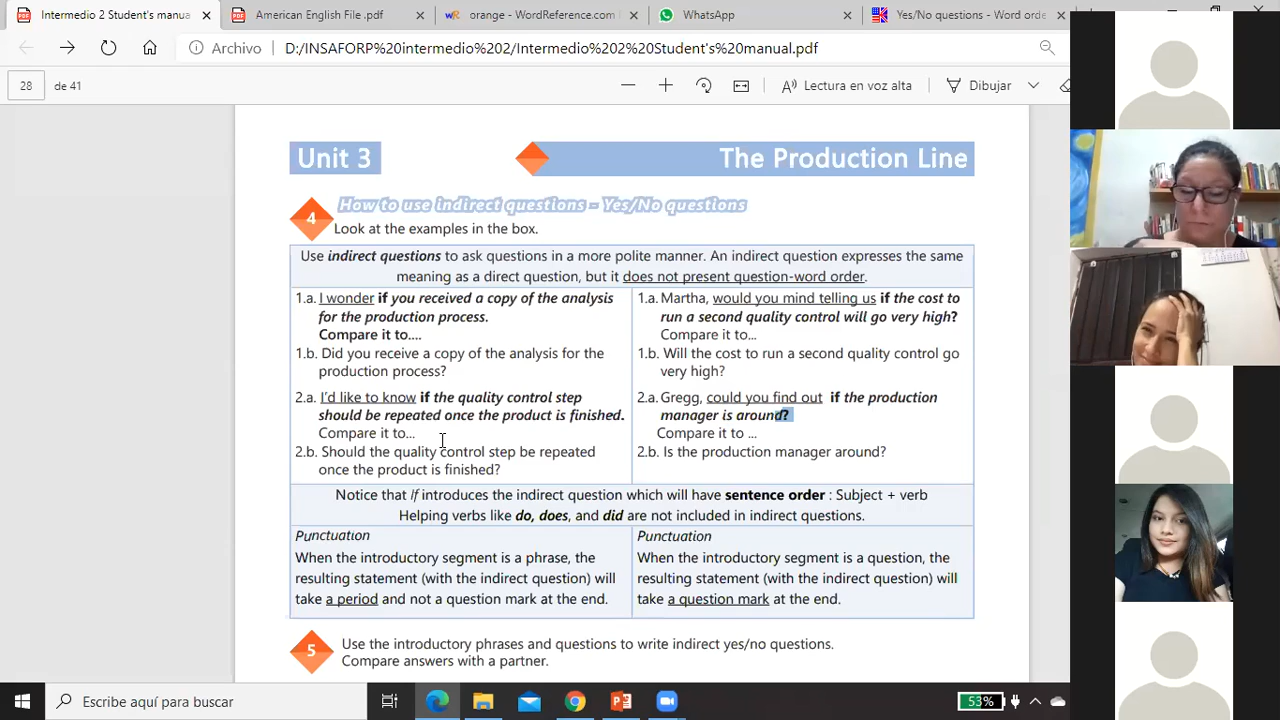 Intermedio 2 Student's manua
American English File .pdf
orange - WordReference.com
WhatsApp
Yes/No questions - Word orde
Archivo
D:/INSAFORP%20intermedio%202/Intermedio%202%20Student's%20manual.pdf
28
de 41
Lectura en voz alta
Dibujar
Unit 3
The Production Line
4
How to use indirect questions - Yes/No questions
Look at the examples in the box.
Use indirect questions to ask questions in a more polite manner. An indirect question expresses the same
meaning as a direct question, but it does not present question-word order.
1.a. I wonder if you received a copy of the analysis
for the production process.
Compare it to....
1.b. Did you receive a copy of the analysis for the
production process?
2.a. I'd like to know if the quality control step
should be repeated once the product is finished.
Compare it to...
2.b. Should the quality control step be repeated
once the product is finished?
1.a. Martha, would you mind telling us if the cost to
run a second quality control will go very high?
Compare it to...
1.b. Will the cost to run a second quality control go
very high?
2.a. Gregg, could you find out if the production
manager is around?
Compare it to ...
2.b. Is the production manager around?
Notice that If introduces the indirect question which will have sentence order : Subject + verb
Helping verbs like do, does, and did are not included in indirect questions.
Punctuation
When the introductory segment is a phrase, the
resulting statement (with the indirect question) will
take a period and not a question mark at the end.
Punctuation
When the introductory segment is a question, the
resulting statement (with the indirect question) will
take a question mark at the end.
5
Use the introductory phrases and questions to write indirect yes/no questions.
Compare answers with a partner.
Escribe aquí para buscar
53%